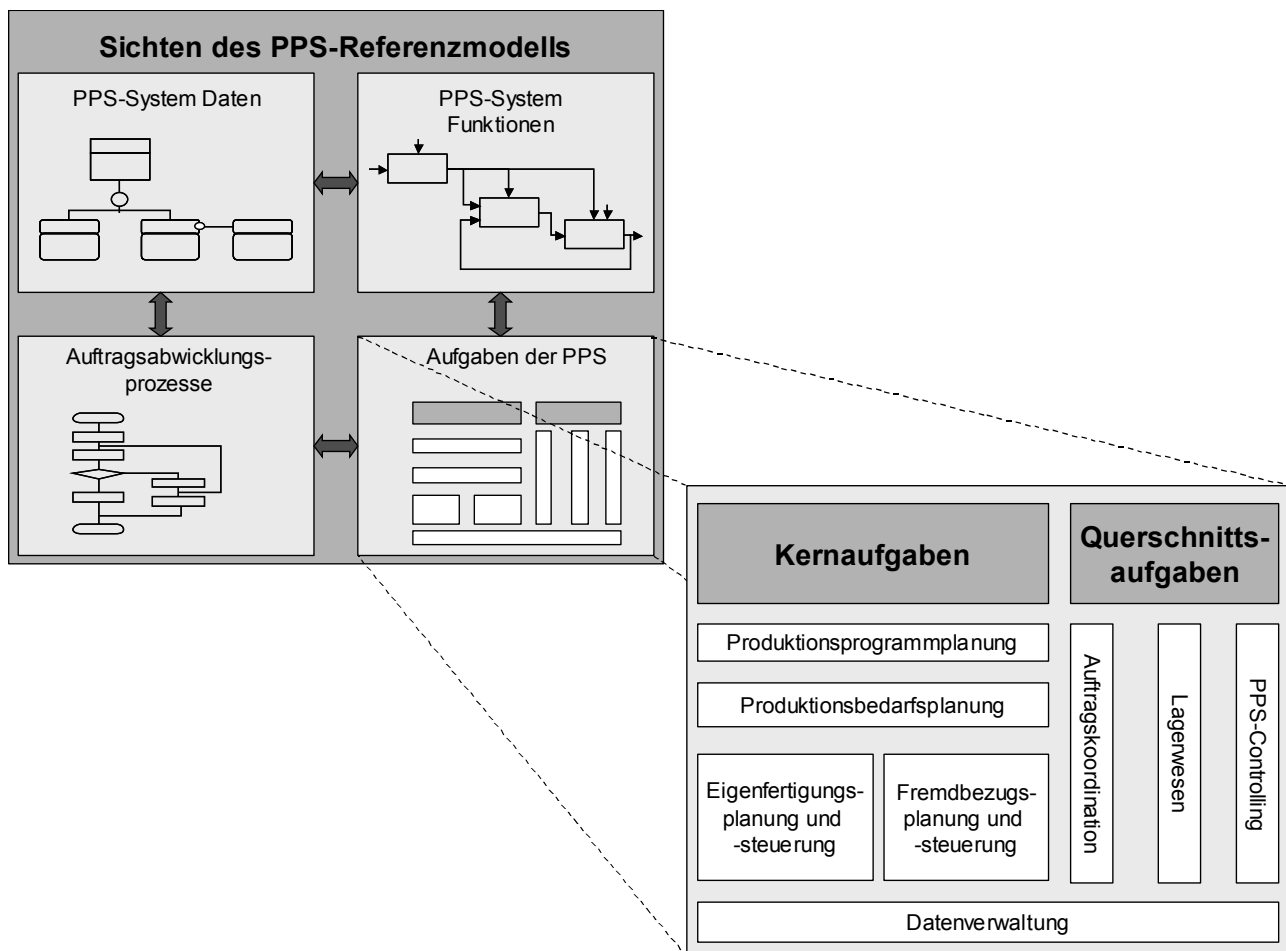 Sichten des PPS-Referenzmodells
PPS-System Daten
PPS-System
Funktionen
Auftragsabwicklungs-
prozesse
Aufgaben der PPS
Kernaufgaben
Querschnitts-
aufgaben
Produktionsprogrammplanung
Produktionsbedarfsplanung
Eigenfertigungs-
planung und
-steuerung
Fremdbezugs-
planung und
-steuerung
Auftragskoordination
Lagerwesen
PPS-Controlling
Datenverwaltung